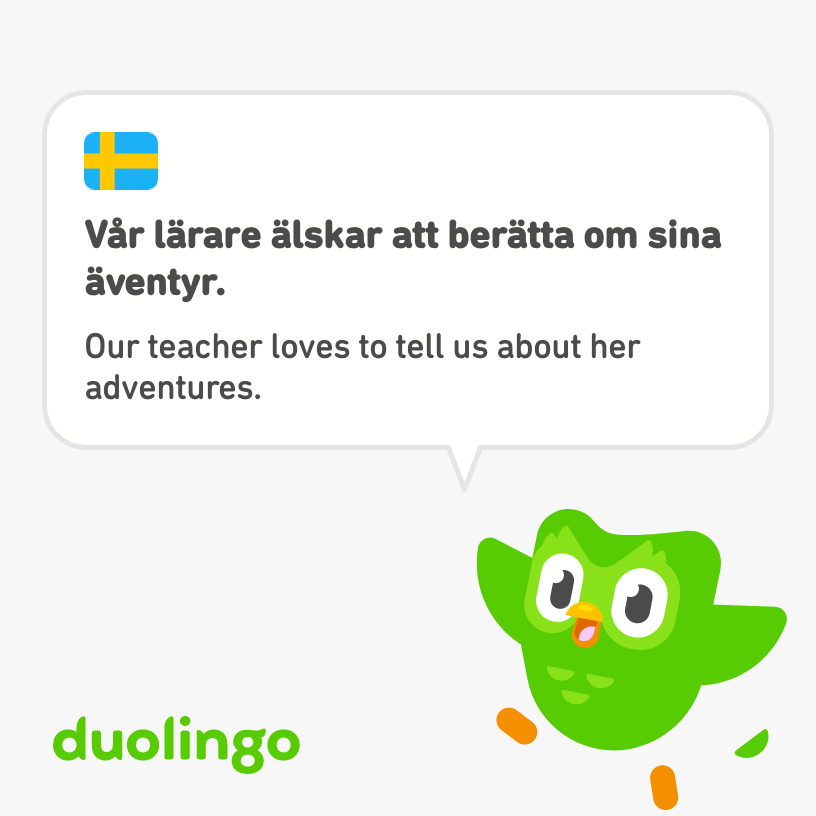 Vår lärare älskar att berätta om sina
äventyr.
Our teacher loves to tell us about her
adventures.
duolingo